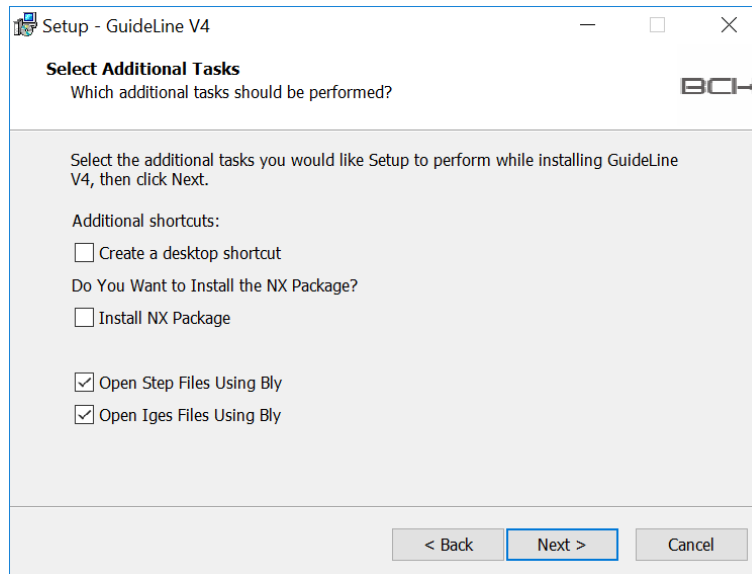 Setup - GuideLine V4
Select Additional Tasks
Which additional tasks should be performed?
Select the additional tasks you would like Setup to perform while installing GuideLine
V4, then click Next.
Additional shortcuts:
Create a desktop shortcut
Do You Want to Install the NX Package?
Install NX Package
Open Step Files Using Bly
Open Iges Files Using Bly
< Back
Next >
Cancel